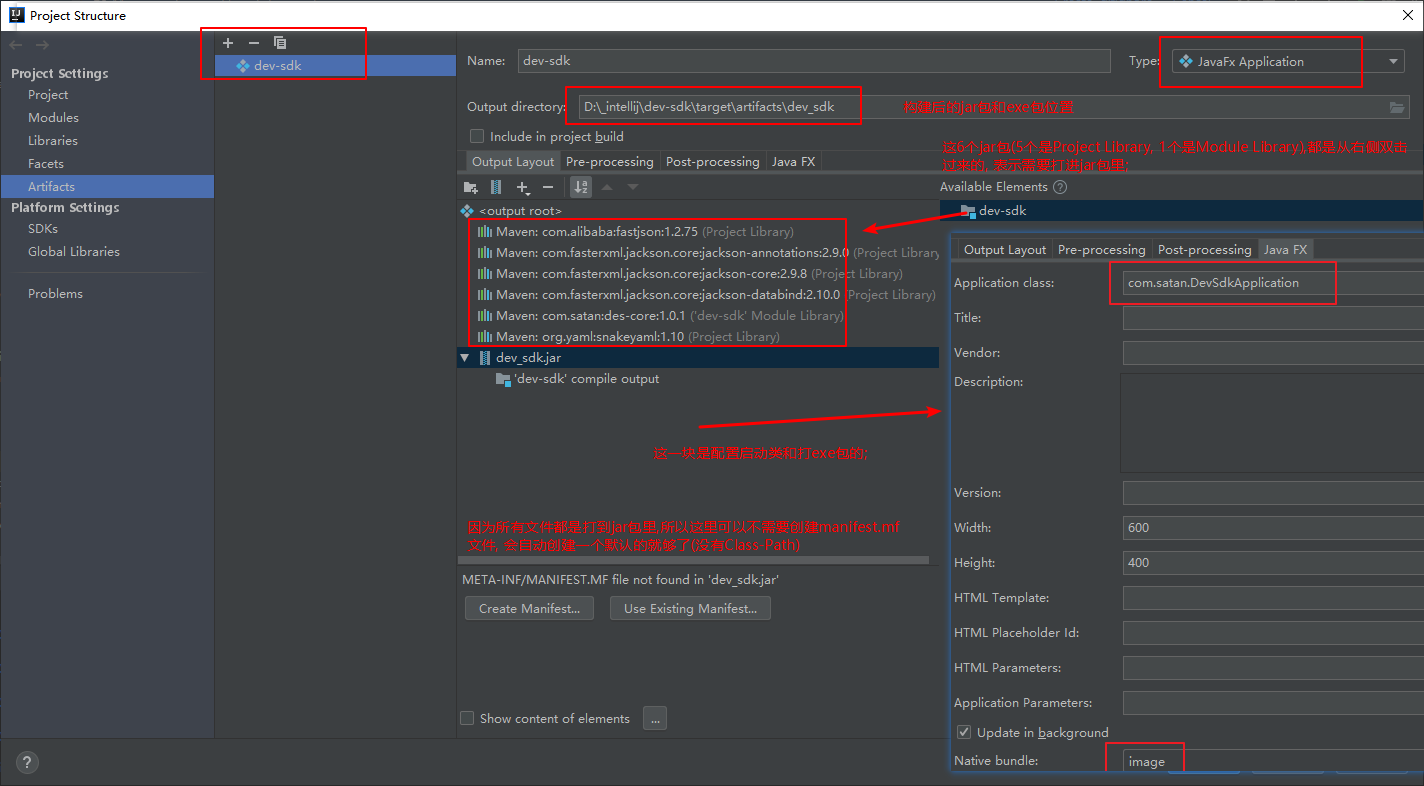 Project Structure
Project Settings
Project
Modules
Libraries
Facets
Artifacts
Platform Settings
SDKs
Global Libraries
Problems
dev-sdk
Name: dev-sdk
Type: JavaFx Application
Output directory: D:\_intellij\dev-sdk\target\artifacts\dev_sdk
构建后的jar包和exe包位置
Include in project build
这6个jar包(5个是Project Library, 1个是Module Library),都是从右侧双击
过来的, 表示需要打进jar包里;
Output Layout Pre-processing Post-processing Java FX
Available Elements
<output root>
Maven: com.alibaba:fastjson:1.2.75 (Project Library)
Maven: com.fasterxml.jackson.core:jackson-annotations:2.9.0 (Project Library
Maven: com.fasterxml.jackson.core:jackson-core:2.9.8 (Project Library)
Maven: com.fasterxml.jackson.core:jackson-databind:2.10.0 (Project Library)
Maven: com.satan:des-core:1.0.1 ('dev-sdk' Module Library)
Maven: org.yaml:snakeyaml:1.10 (Project Library)
dev_sdk.jar
'dev-sdk' compile output
这一块是配置启动类和打exe包的;
因为所有文件都是打到jar包里,所以这里可以不需要创建manifest.mf
文件, 会自动创建一个默认的就够了(没有Class-Path)
META-INF/MANIFEST.MF file not found in 'dev_sdk.jar'
Create Manifest... Use Existing Manifest...
Show content of elements ...
dev-sdk
Output Layout Pre-processing Post-processing Java FX
Application class: com.satan.DevSdkApplication
Title:
Vendor:
Description:
Version:
Width: 600
Height: 400
HTML Template:
HTML Placeholder Id:
HTML Parameters:
Application Parameters:
Update in background
Native bundle: image